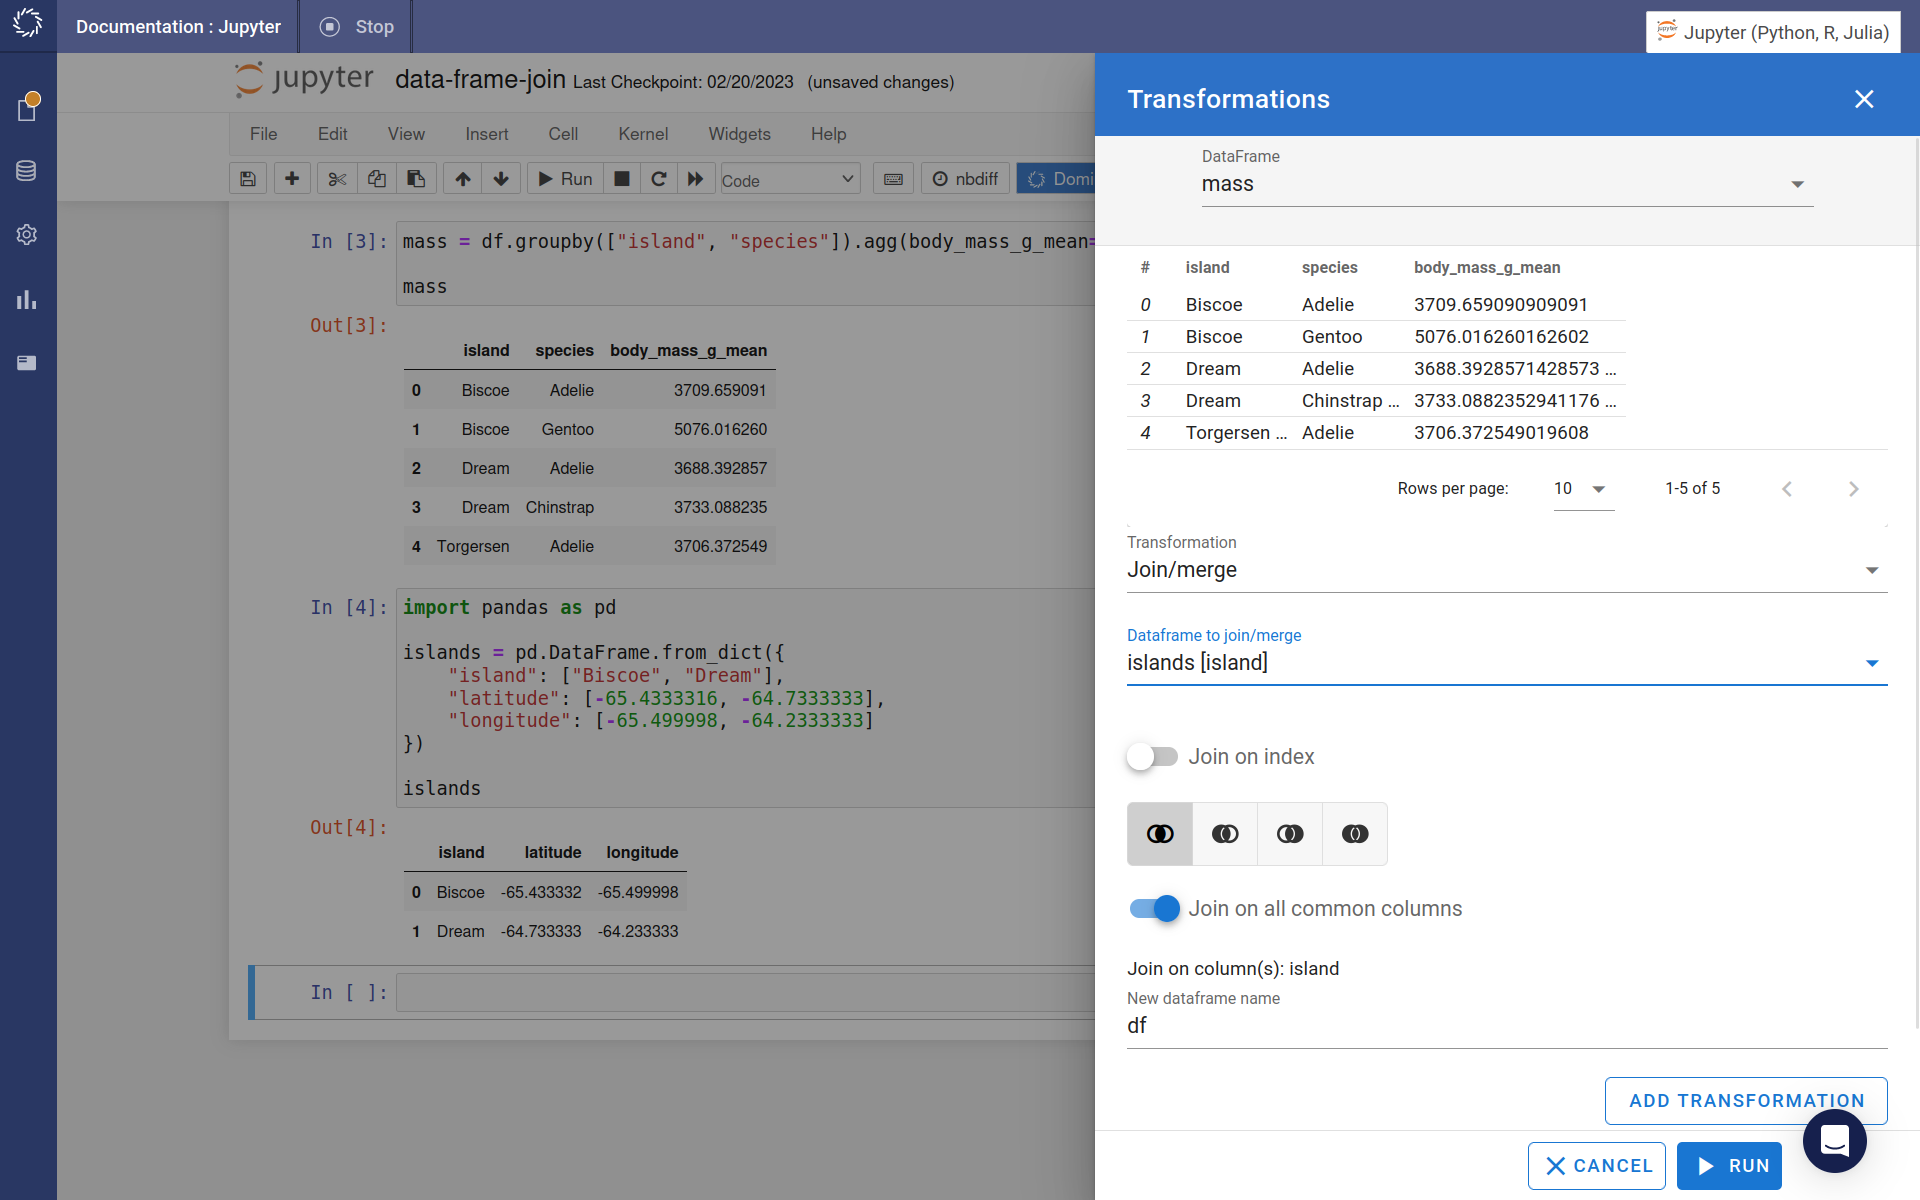 Documentation : Jupyter
Stop
Jupyter (Python, R, Julia)
jupyter data-frame-join Last Checkpoint: 02/20/2023 (unsaved changes)
File Edit View Insert Cell Kernel Widgets Help
Run Code nbdiff Domi
In [3]: mass = df.groupby(["island", "species"]).agg(body_mass_g_mean=
mass
Out[3]:
island species body_mass_g_mean
0 Biscoe Adelie 3709.659091
1 Biscoe Gentoo 5076.016260
2 Dream Adelie 3688.392857
3 Dream Chinstrap 3733.088235
4 Torgersen Adelie 3706.372549
In [4]: import pandas as pd
islands = pd.DataFrame.from_dict({
"island": ["Biscoe", "Dream"],
"latitude": [-65.4333316, -64.7333333],
"longitude": [-65.499998, -64.2333333]
})
islands
Out[4]:
island latitude longitude
0 Biscoe -65.433332 -65.499998
1 Dream -64.733333 -64.233333
In [ ]:
Transformations
DataFrame
mass
# island species body_mass_g_mean
0 Biscoe Adelie 3709.659090909091
1 Biscoe Gentoo 5076.016260162602
2 Dream Adelie 3688.3928571428573 ...
3 Dream Chinstrap ... 3733.0882352941176 ...
4 Torgersen ... Adelie 3706.372549019608
Rows per page: 10 1-5 of 5
Transformation
Join/merge
Dataframe to join/merge
islands [island]
Join on index
Join on all common columns
Join on column(s): island
New dataframe name
df
ADD TRANSFORMATION
CANCEL RUN